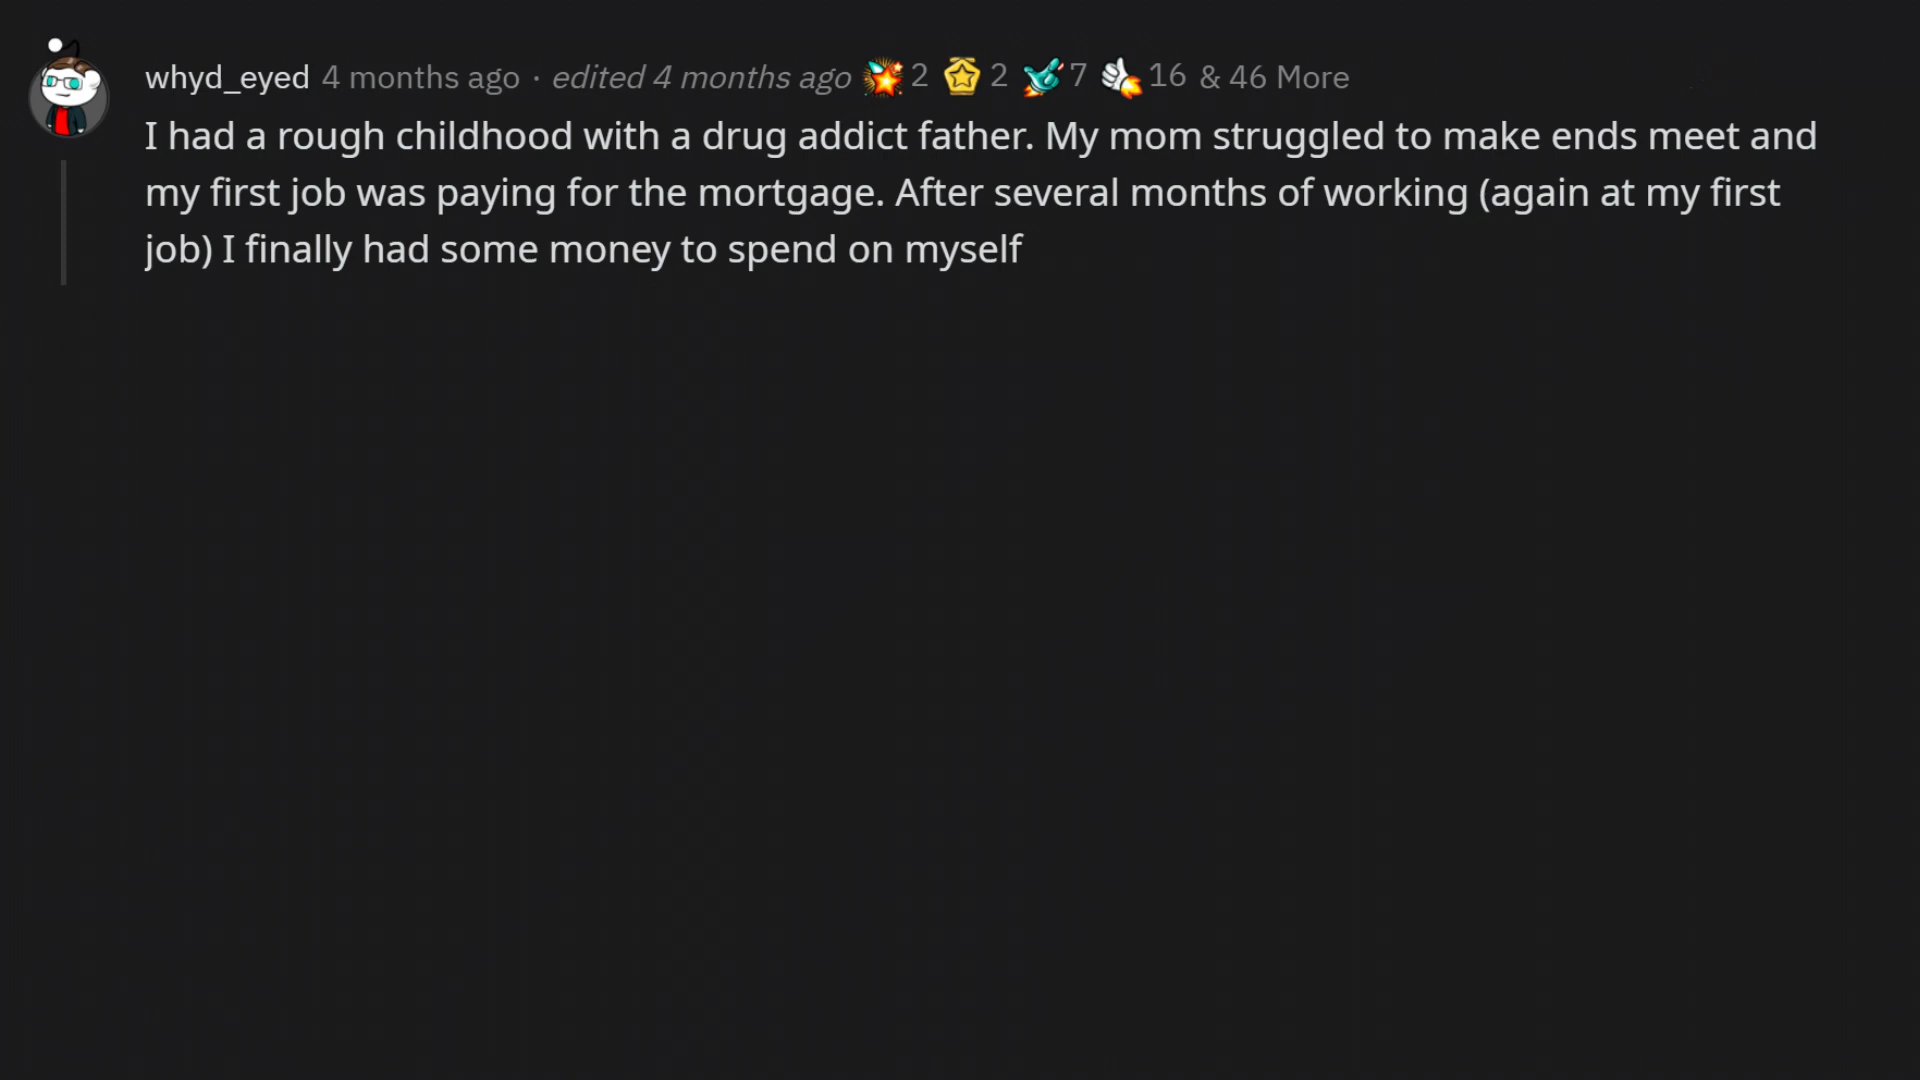 whyd_eyed 4 months ago · edited 4 months ago 2 2 7 16 & 46 More
I had a rough childhood with a drug addict father. My mom struggled to make ends meet and
my first job was paying for the mortgage. After several months of working (again at my first
job) I finally had some money to spend on myself